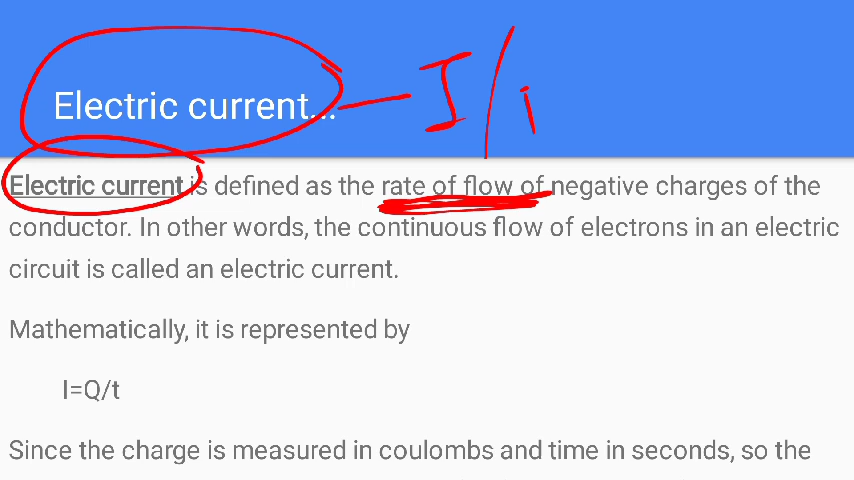 Electric current... — I/i
Electric current is defined as the rate of flow of negative charges of the
conductor. In other words, the continuous flow of electrons in an electric
circuit is called an electric current.
Mathematically, it is represented by
I=Q/t
Since the charge is measured in coulombs and time in seconds, so the